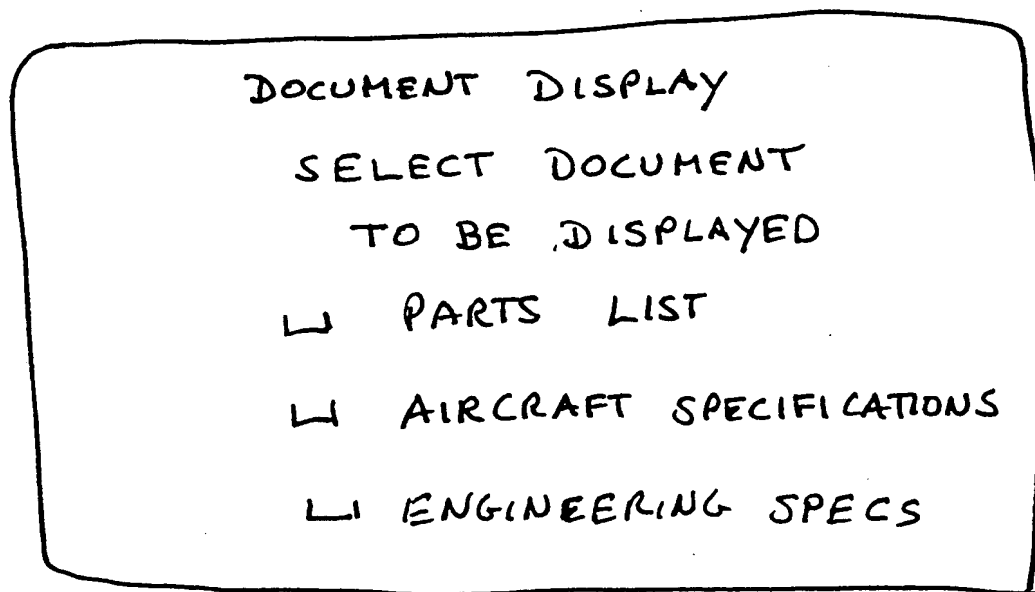 DOCUMENT DISPLAY
SELECT DOCUMENT
TO BE DISPLAYED
PARTS LIST
AIRCRAFT SPECIFICATIONS
ENGINEERING SPECS